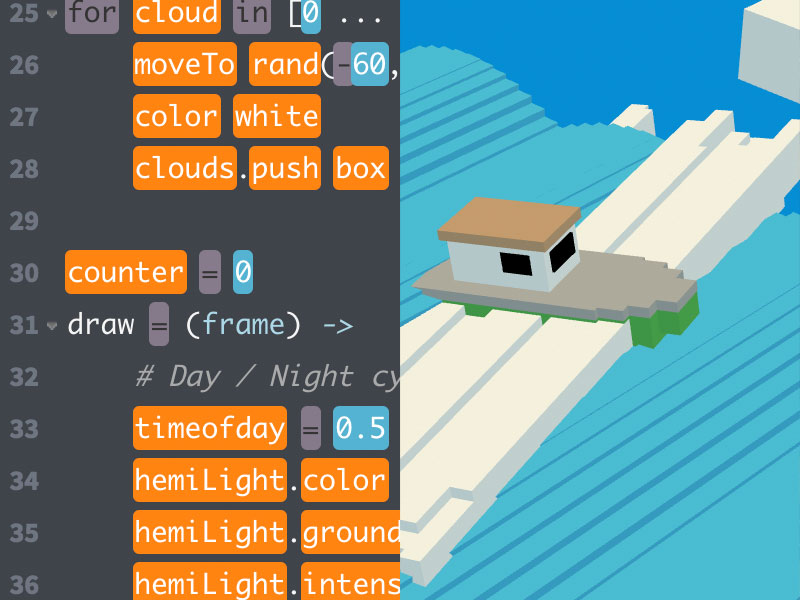 25 for cloud in [0 ...
26 moveTo rand(-60,
27 color white
28 clouds.push box
29
30 counter = 0
31 draw = (frame) ->
32 # Day / Night cy
33 timeofday = 0.5
34 hemiLight.color
35 hemiLight.ground
36 hemiLight.intens